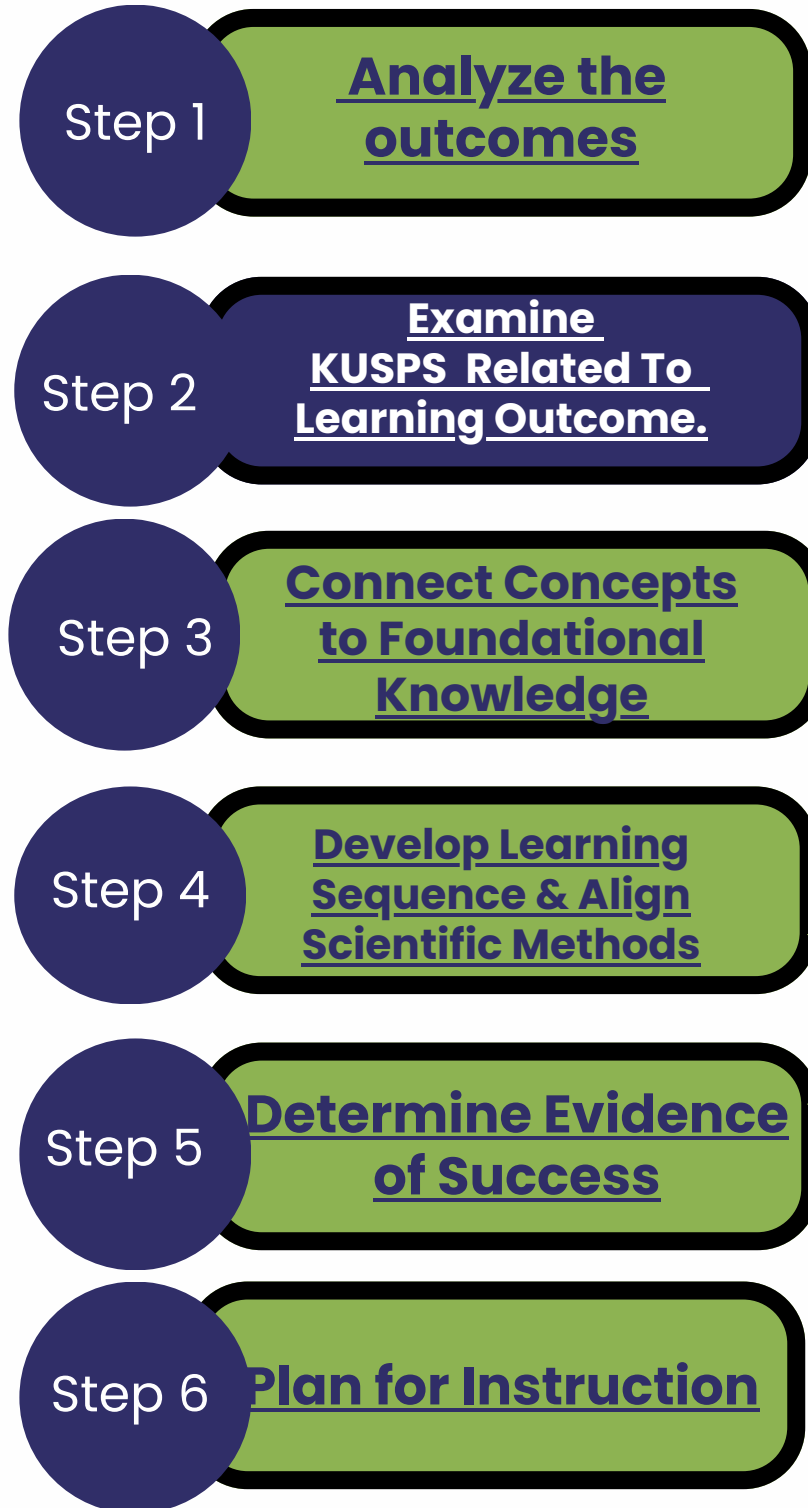 Step 1
Analyze the
outcomes
Step 2
Examine
KUSPS Related To
Learning Outcome.
Step 3
Connect Concepts
to Foundational
Knowledge
Step 4
Develop Learning
Sequence & Align
Scientific Methods
Step 5
Determine Evidence
of Success
Step 6
Plan for Instruction